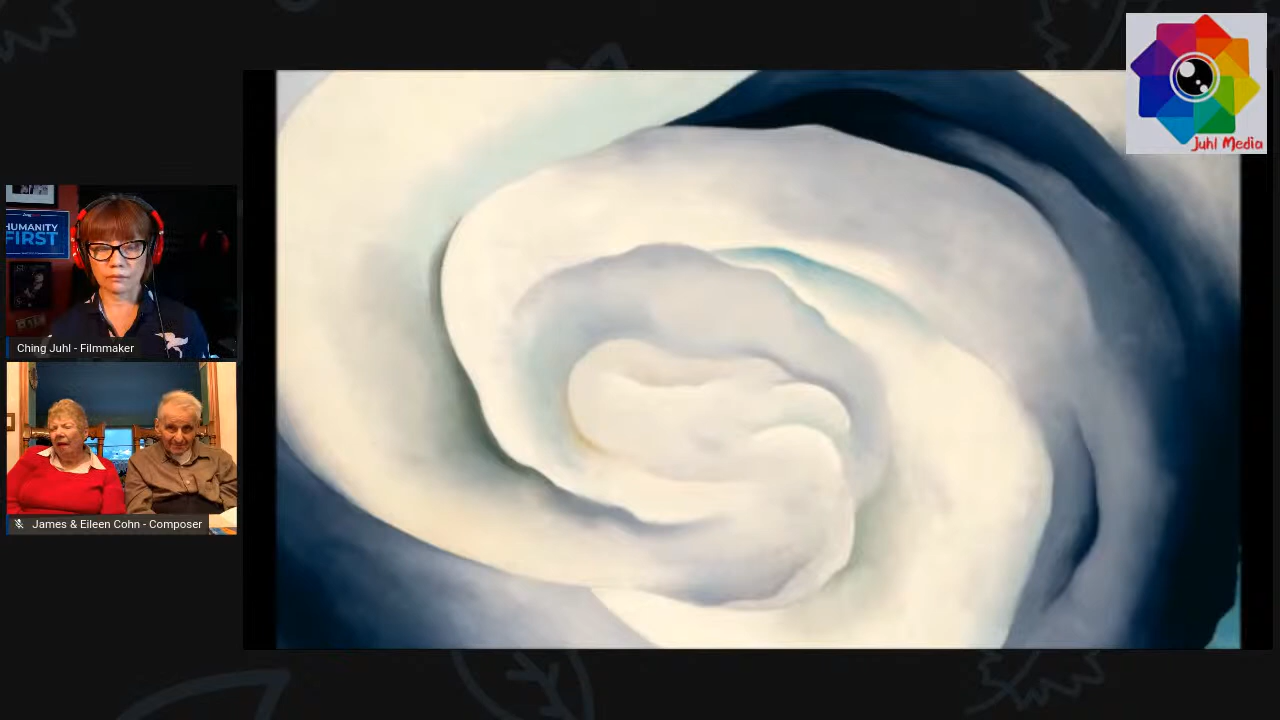 Juhl Media
HUMANITY
FIRST
Ching Juhl - Filmmaker
James & Eileen Cohn - Composer